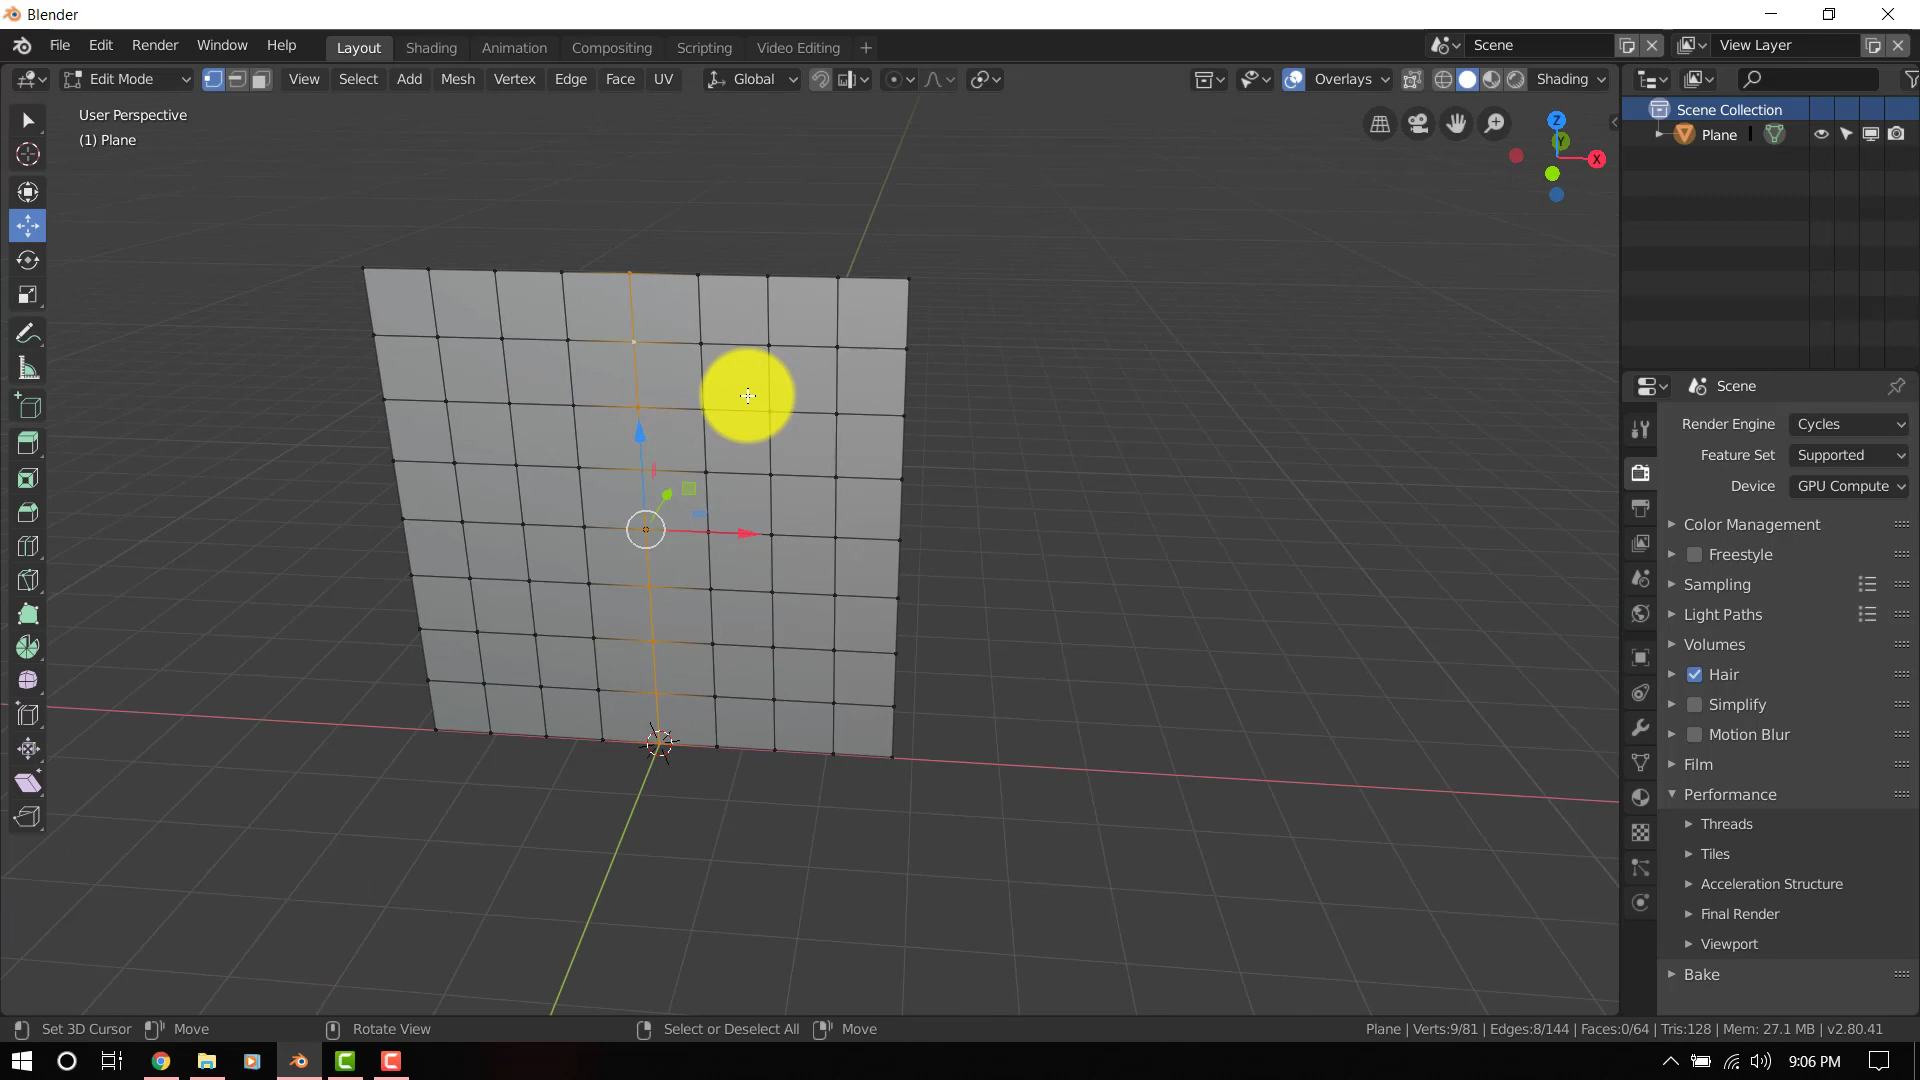 Blender
File Edit Render Window Help Layout Shading Animation Compositing Scripting Video Editing + Scene View Layer
Edit Mode View Select Add Mesh Vertex Edge Face UV Global Overlays Shading
User Perspective
(1) Plane
Z
Y
X
Scene Collection
Plane
Scene
Render Engine Cycles
Feature Set Supported
Device GPU Compute
Color Management
Freestyle
Sampling
Light Paths
Volumes
Hair
Simplify
Motion Blur
Film
Performance
Threads
Tiles
Acceleration Structure
Final Render
Viewport
Bake
Set 3D Cursor Move Rotate View Select or Deselect All Move Plane | Verts:9/81 | Edges:8/144 | Faces:0/64 | Tris:128 | Mem: 27.1 MB | v2.80.41
9:06 PM